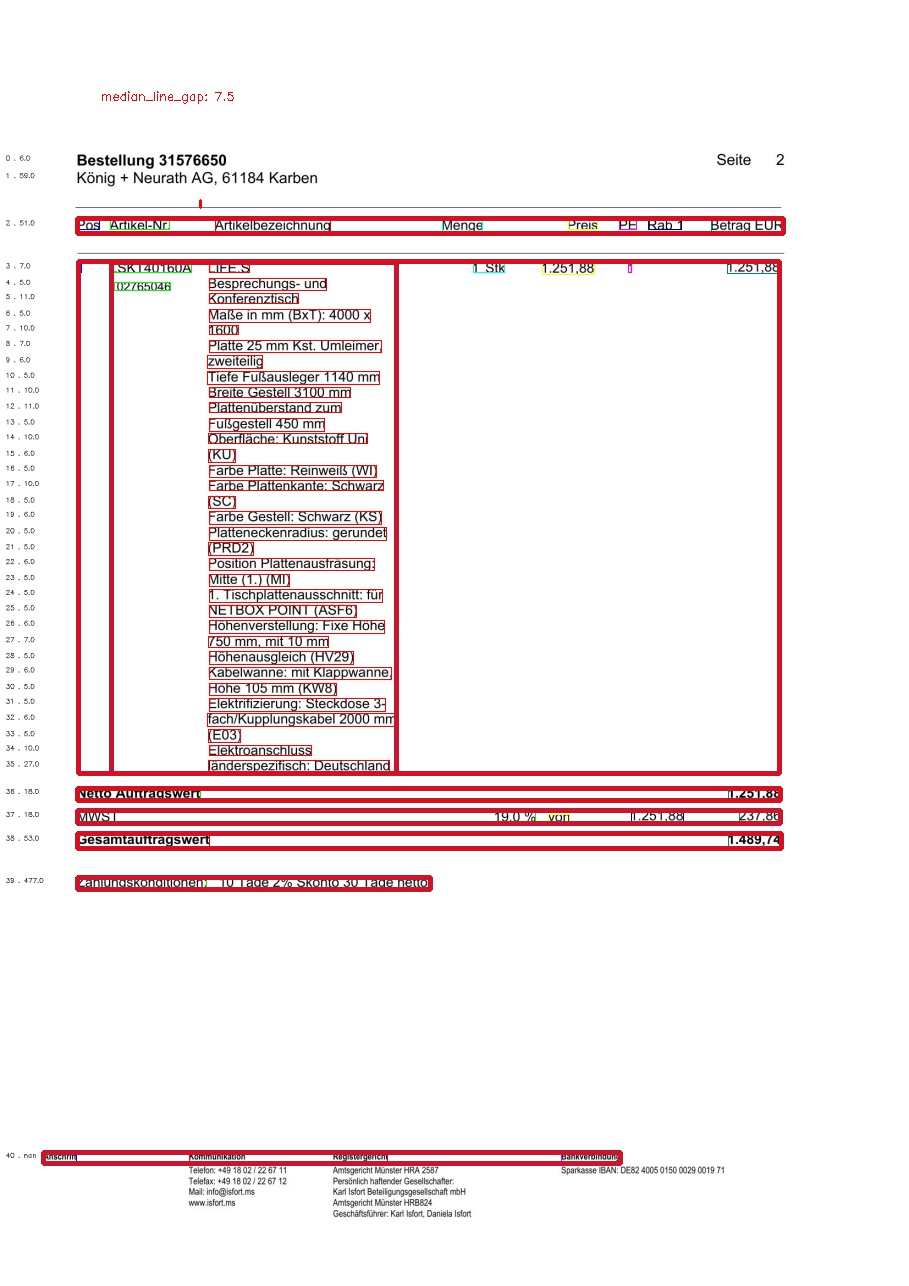 median_line_gap: 7.5
0 . 6.0 Bestellung 31576650 Seite 2
1 . 59.0 König + Neurath AG, 61184 Karben
2 . 51.0 Pos Artikel-Nr. Artikelbezeichnung Menge Preis PE Rab.1 Betrag EUR
3 . 7.0 1 LSKT40160A LIFE.S 1 Stk 1.251,88 1 1.251,88
4 . 5.0 02765046 Besprechungs- und
5 . 11.0 Konferenztisch
6 . 5.0 Maße in mm (BxT): 4000 x
7 . 10.0 1600
8 . 7.0 Platte 25 mm Kst. Umleimer,
9 . 6.0 zweiteilig
10 . 5.0 Tiefe Fußausleger 1140 mm
11 . 10.0 Breite Gestell 3100 mm
12 . 11.0 Plattenüberstand zum
13 . 5.0 Fußgestell 450 mm
14 . 10.0 Oberfläche: Kunststoff Uni
15 . 6.0 (KU)
16 . 5.0 Farbe Platte: Reinweiß (WI)
17 . 10.0 Farbe Plattenkante: Schwarz
18 . 5.0 (SC)
19 . 6.0 Farbe Gestell: Schwarz (KS)
20 . 5.0 Platteneckenradius: gerundet
21 . 5.0 (PRD2)
22 . 6.0 Position Plattenausfräsung:
23 . 5.0 Mitte (1.) (MI)
24 . 5.0 1. Tischplattenausschnitt: für
25 . 5.0 NETBOX POINT (ASF6)
26 . 6.0 Höhenverstellung: Fixe Höhe
27 . 7.0 750 mm, mit 10 mm
28 . 5.0 Höhenausgleich (HV29)
29 . 6.0 Kabelwanne: mit Klappwanne,
30 . 5.0 Höhe 105 mm (KW8)
31 . 5.0 Elektrifizierung: Steckdose 3-
32 . 6.0 fach/Kupplungskabel 2000 mm
33 . 5.0 (E03)
34 . 10.0 Elektroanschluss
35 . 27.0 länderspezifisch: Deutschland
36 . 18.0 Netto Auftragswert 1.251,88
37 . 18.0 MWST 19.0 % von 1.251,88 237,86
38 . 53.0 Gesamtauftragswert 1.489,74
39 . 477.0 Zahlungskonditionen: 10 Tage 2% Skonto 30 Tage netto
40 . nan Anschrift Kommunikation Registergericht Bankverbindung
Telefon: +49 18 02 / 22 67 11 Amtsgericht Münster HRA 2587 Sparkasse IBAN: DE82 4005 0150 0029 0019 71
Telefax: +49 18 02 / 22 67 12 Persönlich haftender Gesellschafter:
Mail: info@isfort.ms Karl Isfort Beteiligungsgesellschaft mbH
www.isfort.ms Amtsgericht Münster HRB824
Geschäftsführer: Karl Isfort, Daniela Isfort